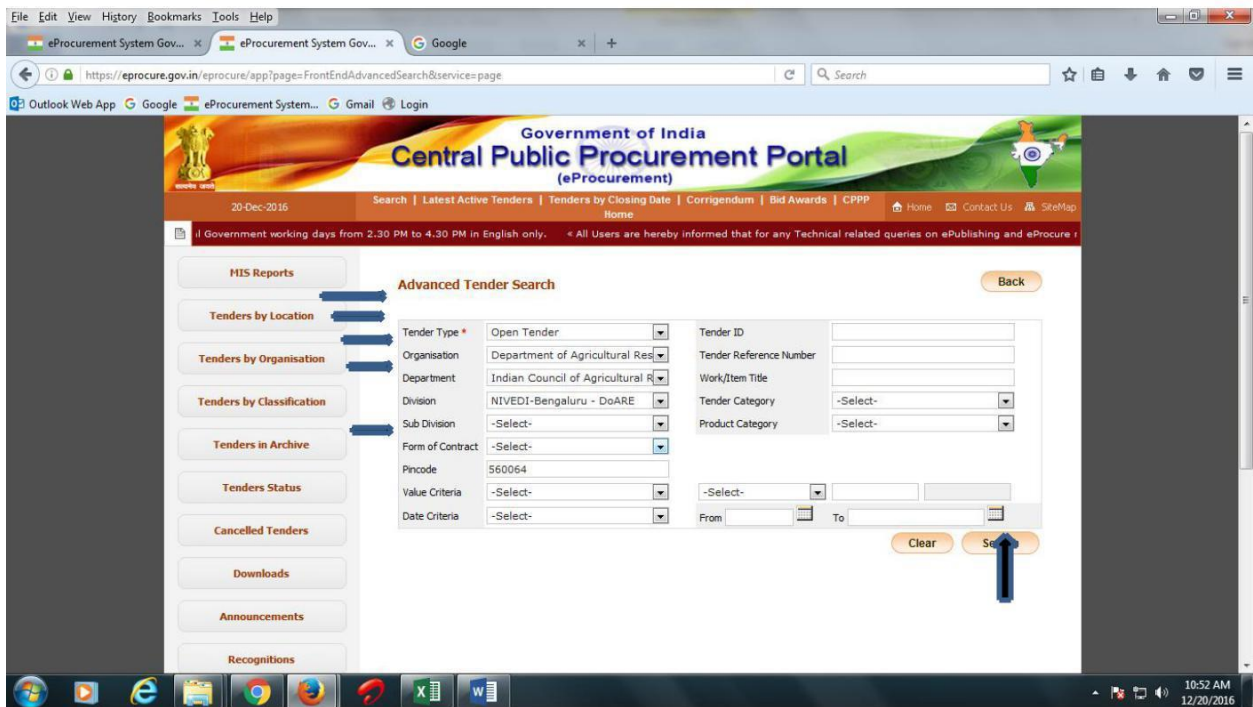 File Edit View History Bookmarks Tools Help
eProcurement System Gov... × eProcurement System Gov... × Google × +
https://eprocure.gov.in/eprocure/app?page=FrontEndAdvancedSearch&service=page Search
Outlook Web App Google eProcurement System... Gmail Login
Government of India
Central Public Procurement Portal
(eProcurement)
सत्यमेव जयते
20-Dec-2016
Search | Latest Active Tenders | Tenders by Closing Date | Corrigendum | Bid Awards | CPPP
Home
Home Contact Us SiteMap
l Government working days from 2.30 PM to 4.30 PM in English only. « All Users are hereby informed that for any Technical related queries on ePublishing and eProcure
MIS Reports
Tenders by Location
Tenders by Organisation
Tenders by Classification
Tenders in Archive
Tenders Status
Cancelled Tenders
Downloads
Announcements
Recognitions
Advanced Tender Search Back
Tender Type * Open Tender Tender ID
Organisation Department of Agricultural Res Tender Reference Number
Department Indian Council of Agricultural R Work/Item Title
Division NIVEDI-Bengaluru - DoARE Tender Category -Select-
Sub Division -Select- Product Category -Select-
Form of Contract -Select-
Pincode 560064
Value Criteria -Select- -Select-
Date Criteria -Select- From To
Clear
10:52 AM
12/20/2016